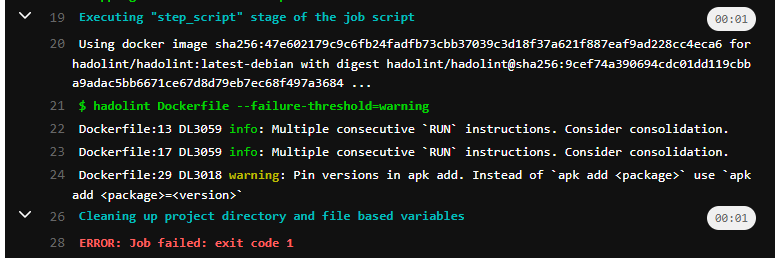 19 Executing "step_script" stage of the job script 00:01
20 Using docker image sha256:47e602179c9c6fb24fadfb73cbb37039c3d18f37a621f887eaf9ad228cc4eca6 for
hadolint/hadolint:latest-debian with digest hadolint/hadolint@sha256:9cef74a390694cdc01dd119cbb
a9adac5bb6671ce67d8d79eb7ec68f497a3684 ...
21 $ hadolint Dockerfile --failure-threshold=warning
22 Dockerfile:13 DL3059 info: Multiple consecutive `RUN` instructions. Consider consolidation.
23 Dockerfile:17 DL3059 info: Multiple consecutive `RUN` instructions. Consider consolidation.
24 Dockerfile:29 DL3018 warning: Pin versions in apk add. Instead of `apk add <package>` use `apk
add <package>=<version>`
26 Cleaning up project directory and file based variables 00:01
28 ERROR: Job failed: exit code 1